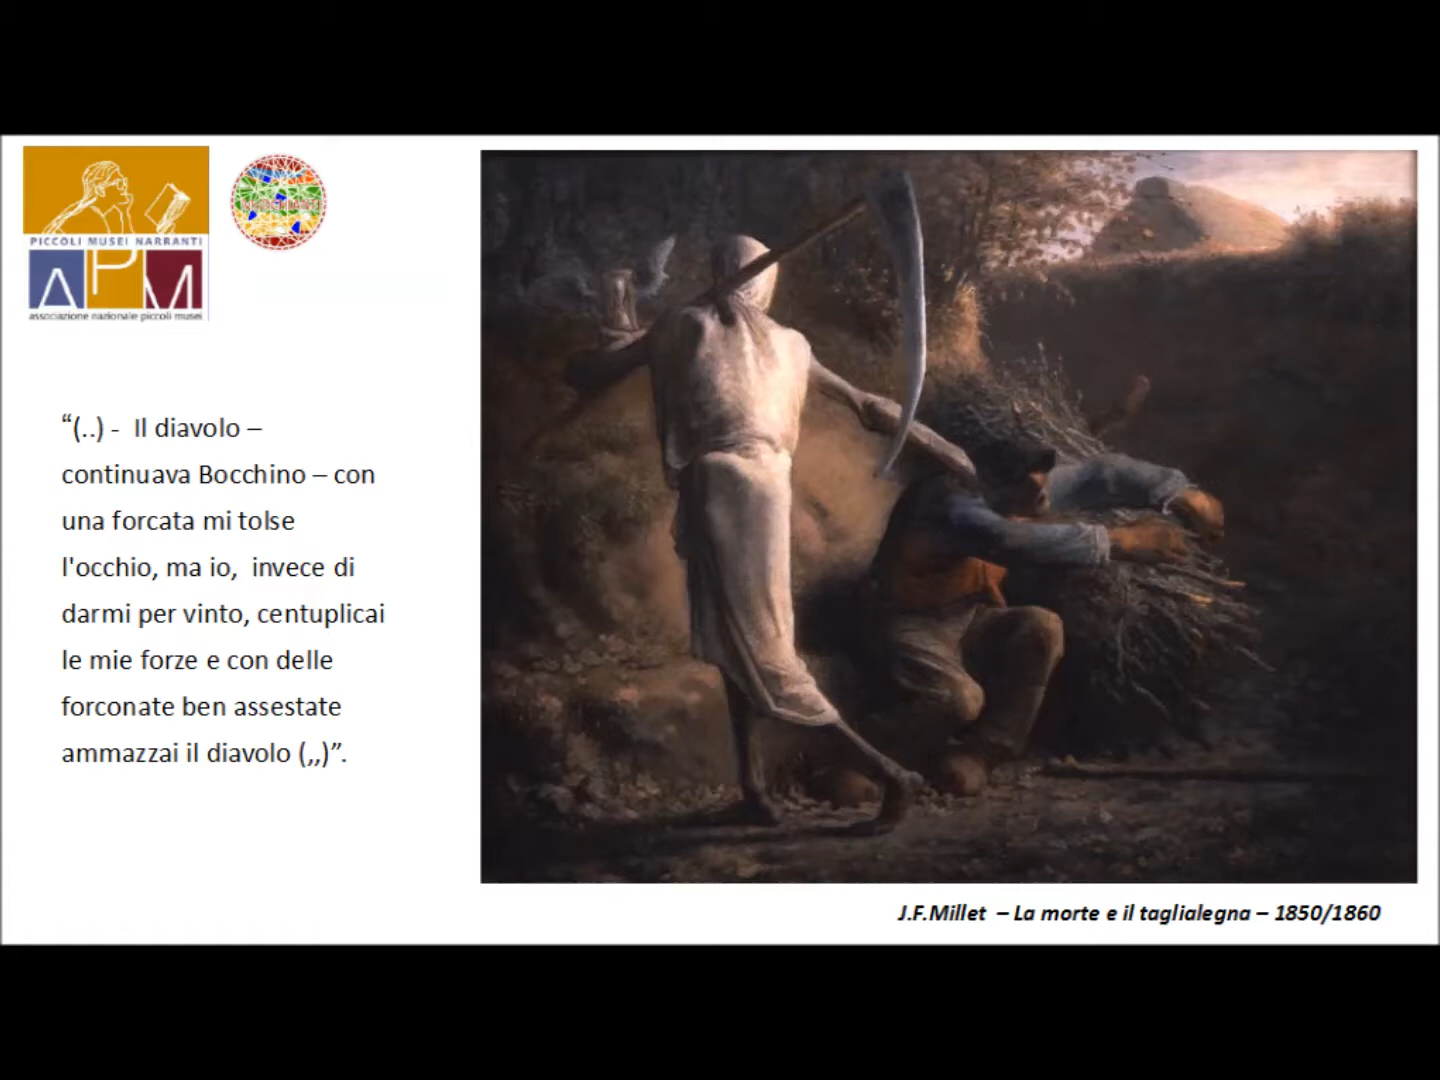 PICCOLI MUSEI NARRANTI
APM
associazione nazionale piccoli musei
“(..) -  Il diavolo –
continuava Bocchino – con
una forcata mi tolse
l'occhio, ma io,  invece di
darmi per vinto, centuplicai
le mie forze e con delle
forconate ben assestate
ammazzai il diavolo (,,)”.
J.F.Millet  – La morte e il taglialegna – 1850/1860